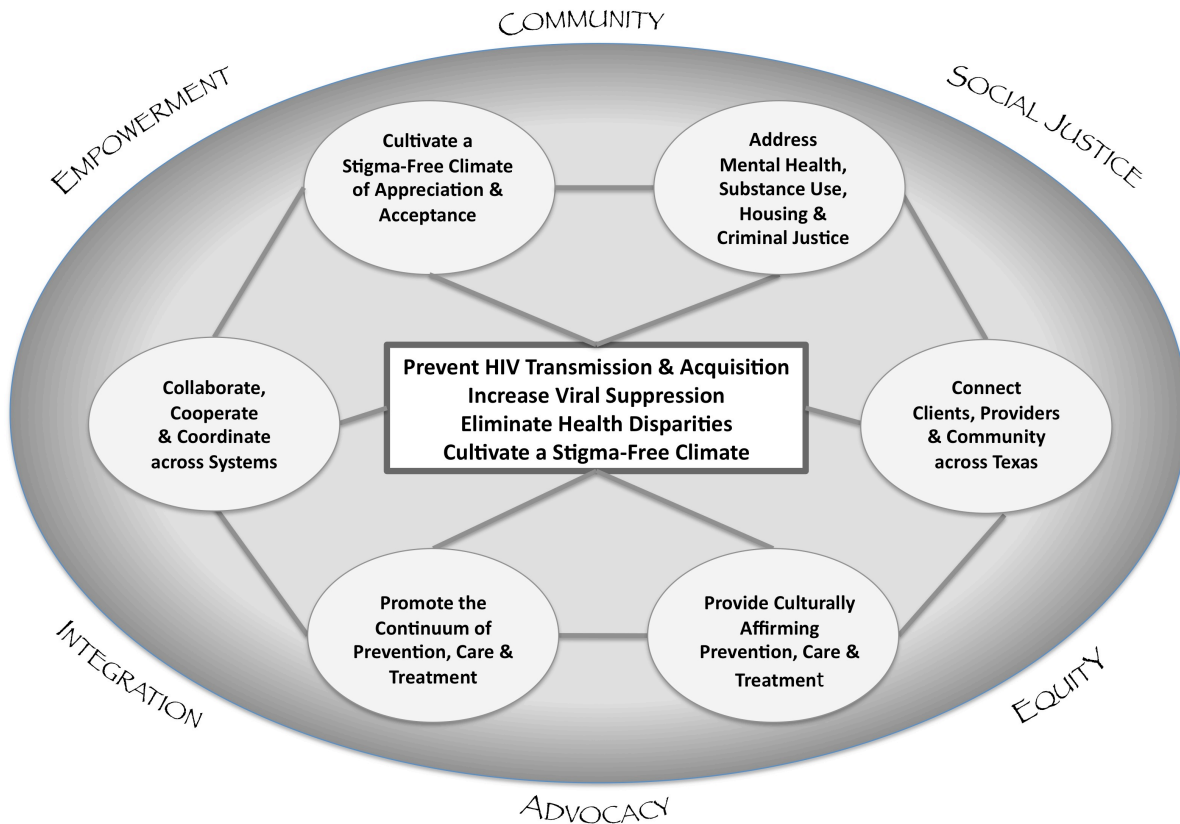 COMMUNITY
EMPOWERMENT
SOCIAL JUSTICE
Cultivate a
Stigma-Free Climate
of Appreciation &
Acceptance
Address
Mental Health,
Substance Use,
Housing &
Criminal Justice
Collaborate,
Cooperate
& Coordinate
across Systems
Prevent HIV Transmission & Acquisition
Increase Viral Suppression
Eliminate Health Disparities
Cultivate a Stigma-Free Climate
Connect
Clients, Providers
& Community
across Texas
Promote the
Continuum of
Prevention, Care &
Treatment
Provide Culturally
Affirming
Prevention, Care &
Treatment
INTEGRATION
EQUITY
ADVOCACY